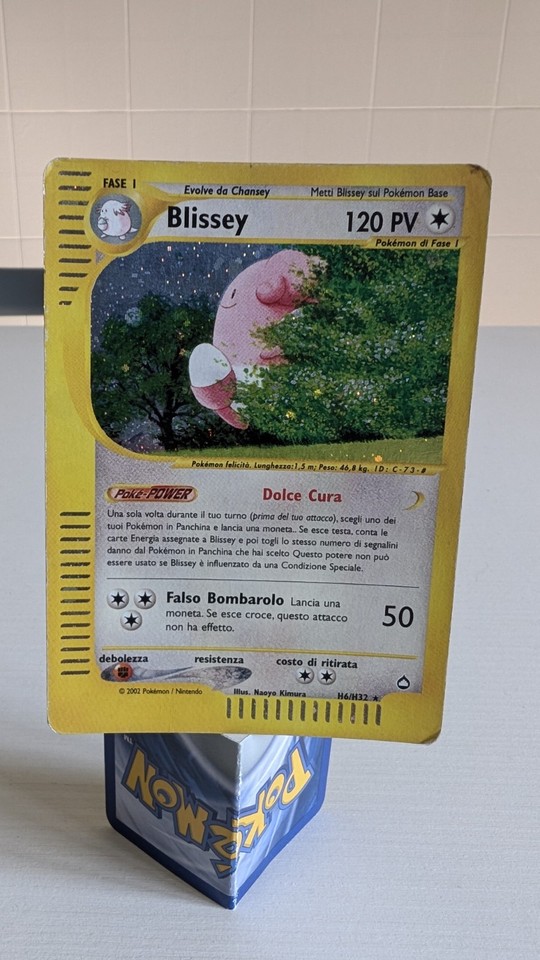 FASE 1
Evolve da Chansey
Metti Blissey sul Pokémon Base
Blissey
120 PV
Pokémon di Fase 1
Pokémon felicità. Lunghezza: 1,5 m; Peso: 46,8 kg. ID: C-73-#
Poké-POWER
Dolce Cura
Una sola volta durante il tuo turno (prima del tuo attacco), scegli uno dei
tuoi Pokémon in Panchina e lancia una moneta.. Se esce testa, conta le
carte Energia assegnate a Blissey e poi togli lo stesso numero di segnalini
danno dal Pokémon in Panchina che hai scelto Questo potere non può
essere usato se Blissey è influenzato da una Condizione Speciale.
Falso Bombarolo Lancia una
moneta. Se esce croce, questo attacco
non ha effetto.
50
debolezza
resistenza
costo di ritirata
© 2002 Pokémon / Nintendo
Illus. Naoyo Kimura
H6/H32 ★
POKÉMON